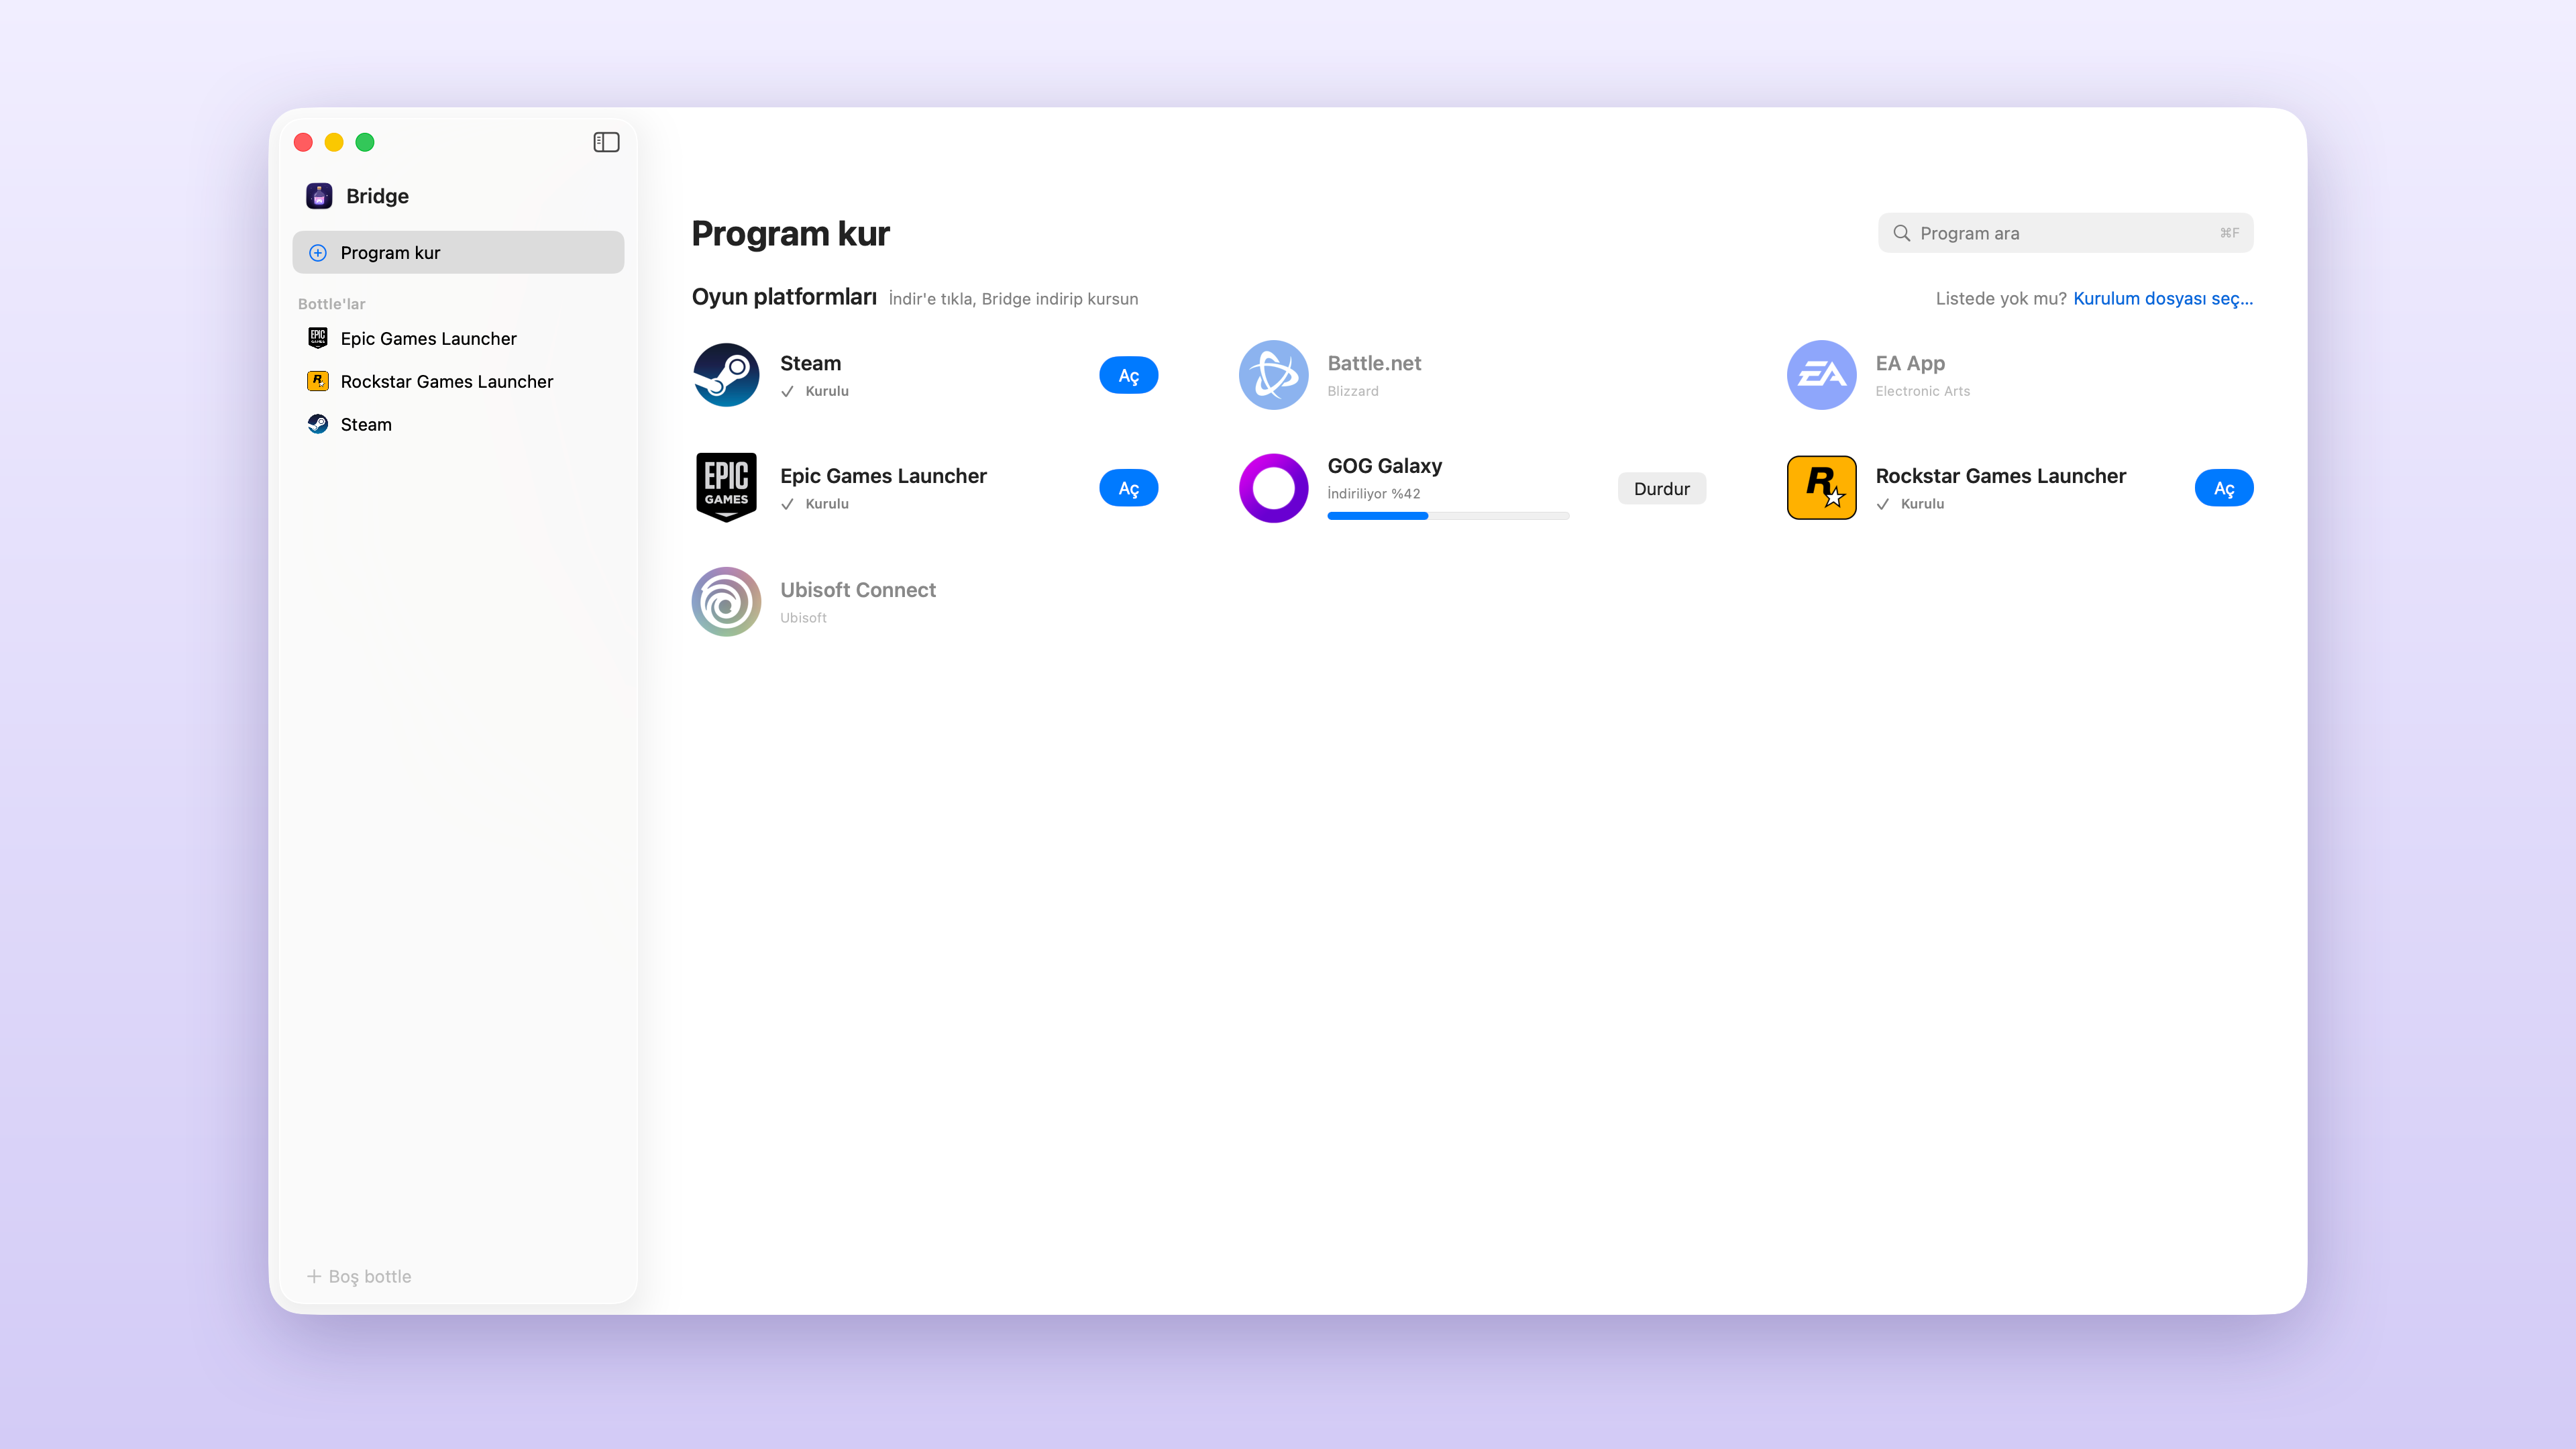 Bridge
Program kur
Bottle'lar
Epic Games Launcher
Rockstar Games Launcher
Steam
Boş bottle
Program kur
Program ara
⌘F
Oyun platformları İndir'e tıkla, Bridge indirip kursun
Listede yok mu? Kurulum dosyası seç...
Steam
Kurulu
Aç
Battle.net
Blizzard
EA
EA App
Electronic Arts
EPIC
GAMES
Epic Games Launcher
Kurulu
Aç
GOG Galaxy
İndiriliyor %42
Durdur
R
Rockstar Games Launcher
Kurulu
Aç
Ubisoft Connect
Ubisoft